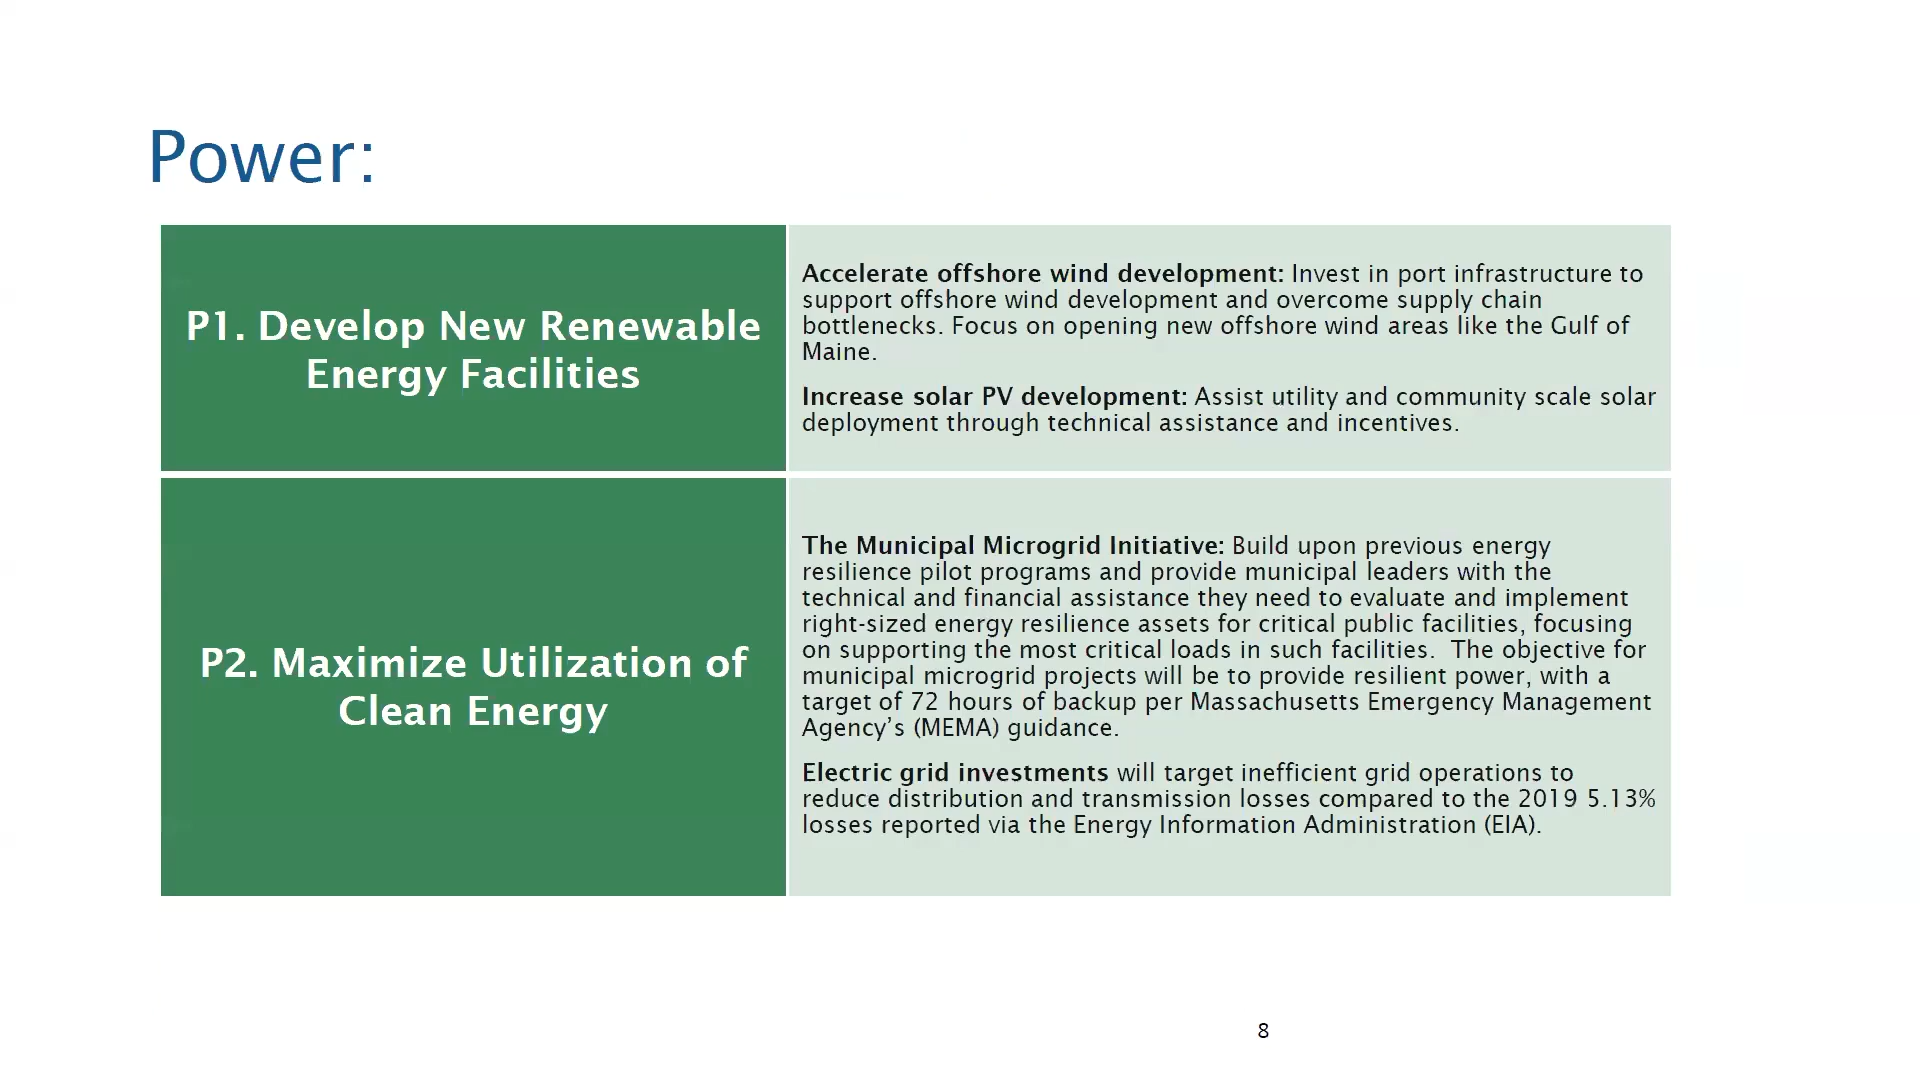 Power:
P1. Develop New Renewable
Energy Facilities
Accelerate offshore wind development: Invest in port infrastructure to
support offshore wind development and overcome supply chain
bottlenecks. Focus on opening new offshore wind areas like the Gulf of
Maine.
Increase solar PV development: Assist utility and community scale solar
deployment through technical assistance and incentives.
P2. Maximize Utilization of
Clean Energy
The Municipal Microgrid Initiative: Build upon previous energy
resilience pilot programs and provide municipal leaders with the
technical and financial assistance they need to evaluate and implement
right-sized energy resilience assets for critical public facilities, focusing
on supporting the most critical loads in such facilities.  The objective for
municipal microgrid projects will be to provide resilient power, with a
target of 72 hours of backup per Massachusetts Emergency Management
Agency’s (MEMA) guidance.
Electric grid investments will target inefficient grid operations to
reduce distribution and transmission losses compared to the 2019 5.13%
losses reported via the Energy Information Administration (EIA).
8